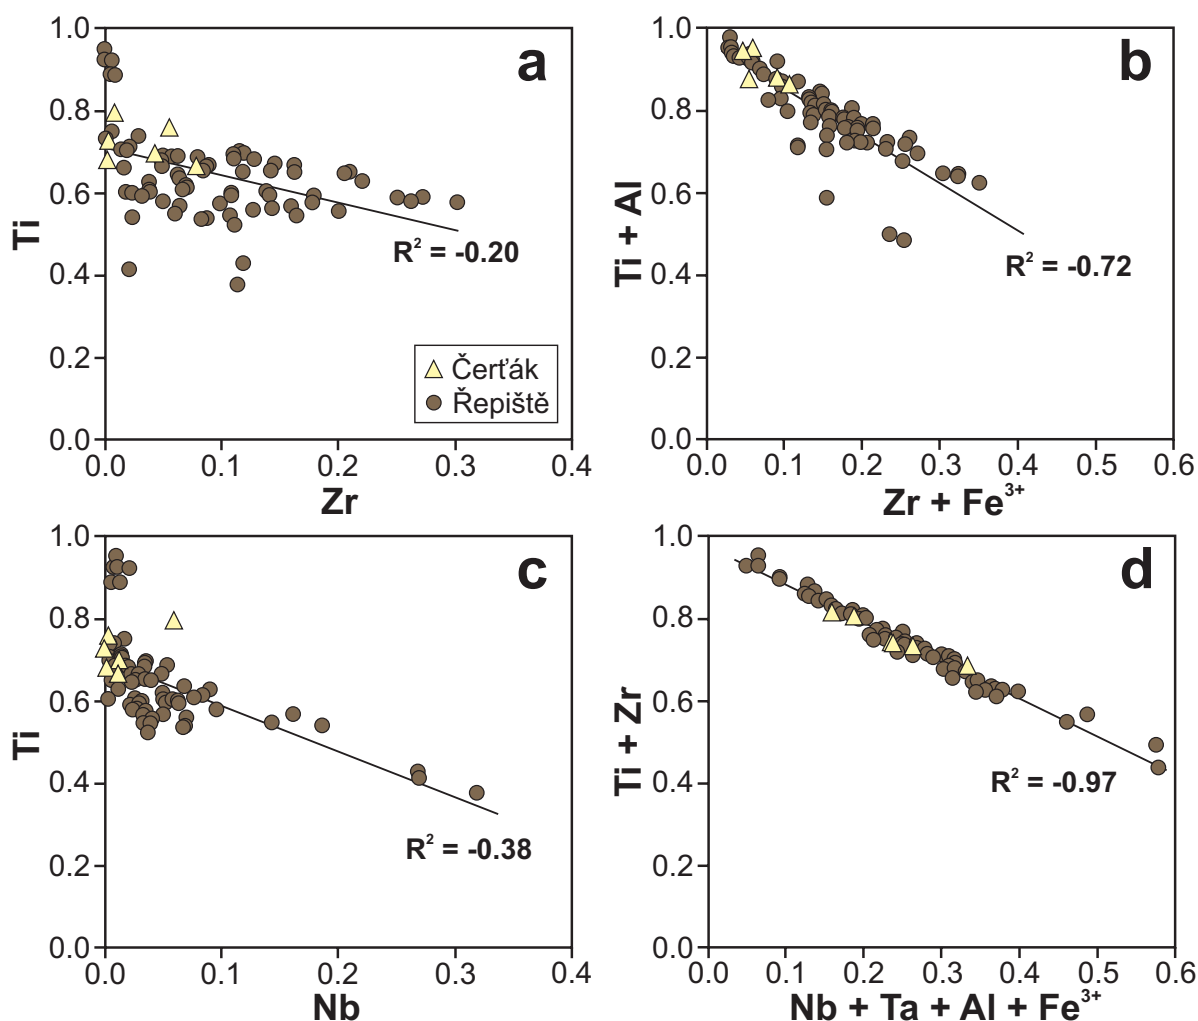 a
1.0
0.8
0.6
0.4
0.2
0.0
Ti
R² = -0.20
Čerťák
Řepiště
0.0 0.1 0.2 0.3 0.4
Zr
b
1.0
0.8
0.6
0.4
0.2
0.0
Ti + Al
R² = -0.72
0.0 0.1 0.2 0.3 0.4 0.5 0.6
Zr + Fe³⁺
c
1.0
0.8
0.6
0.4
0.2
0.0
Ti
R² = -0.38
0.0 0.1 0.2 0.3 0.4
Nb
d
1.0
0.8
0.6
0.4
0.2
0.0
Ti + Zr
R² = -0.97
0.0 0.1 0.2 0.3 0.4 0.5 0.6
Nb + Ta + Al + Fe³⁺